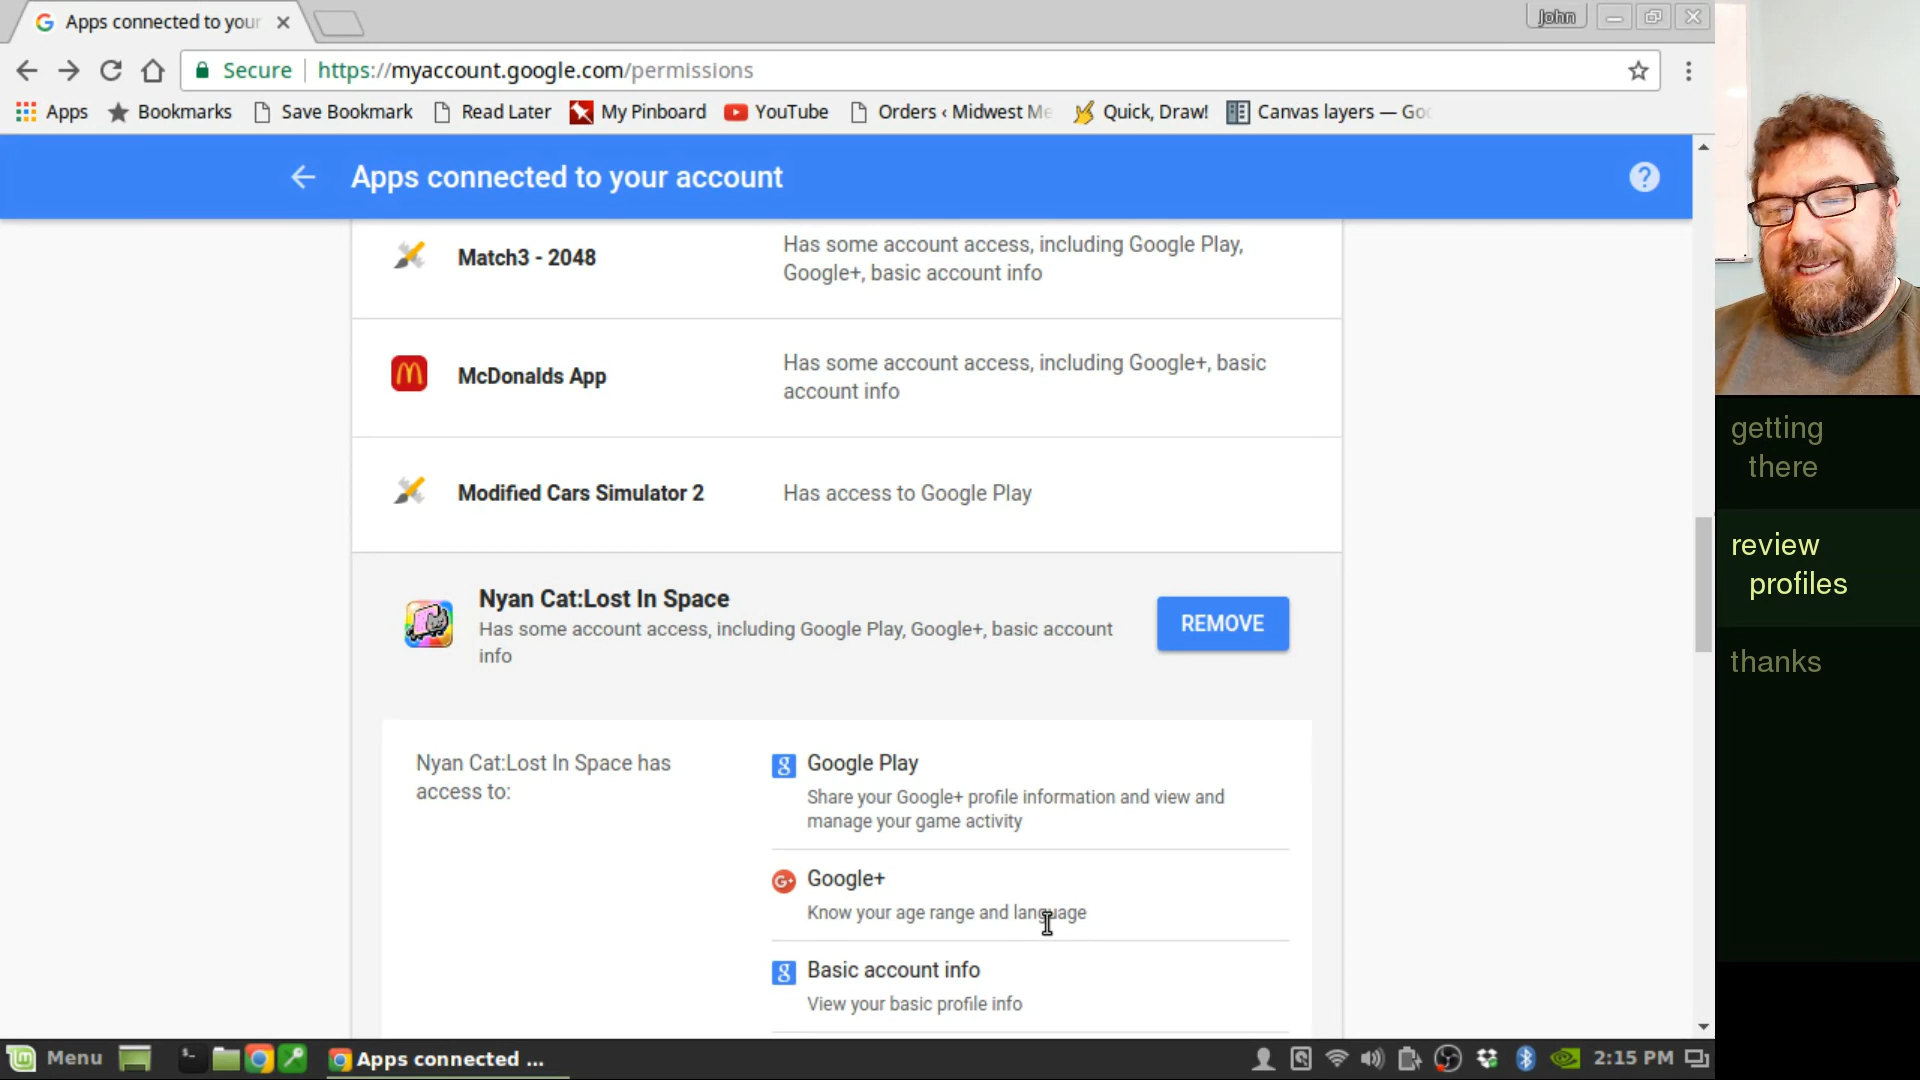 Apps connected to your
John
Secure
https://myaccount.google.com/permissions
Apps
Bookmarks
Save Bookmark
Read Later
My Pinboard
YouTube
Orders ‹ Midwest Me
Quick, Draw!
Canvas layers — Goo
Apps connected to your account
?
Match3 - 2048
Has some account access, including Google Play,
Google+, basic account info
McDonalds App
Has some account access, including Google+, basic
account info
Modified Cars Simulator 2
Has access to Google Play
Nyan Cat:Lost In Space
Has some account access, including Google Play, Google+, basic account
info
REMOVE
Nyan Cat:Lost In Space has
access to:
Google Play
Share your Google+ profile information and view and
manage your game activity
Google+
Know your age range and language
Basic account info
View your basic profile info
getting
there
review
profiles
thanks
Menu
Apps connected ...
2:15 PM